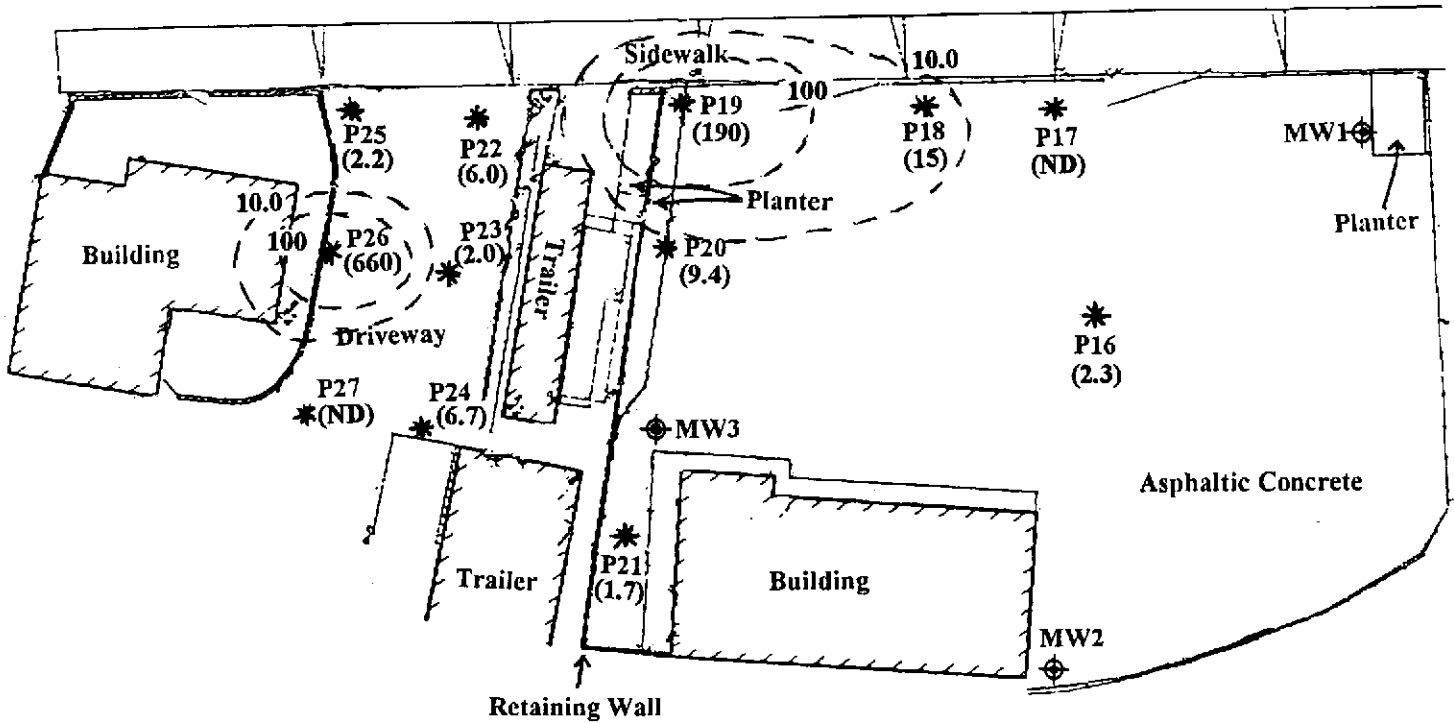 Sidewalk
10.0
100
P25
(2.2)
P22
(6.0)
P19
(190)
P18
(15)
P17
(ND)
MW1
Planter
Planter
10.0
100
P26
(660)
P23
(2.0)
Building
Trailer
P20
(9.4)
P16
(2.3)
Driveway
P27
(ND)
P24
(6.7)
MW3
Asphaltic Concrete
Trailer
P21
(1.7)
Building
MW2
Retaining Wall